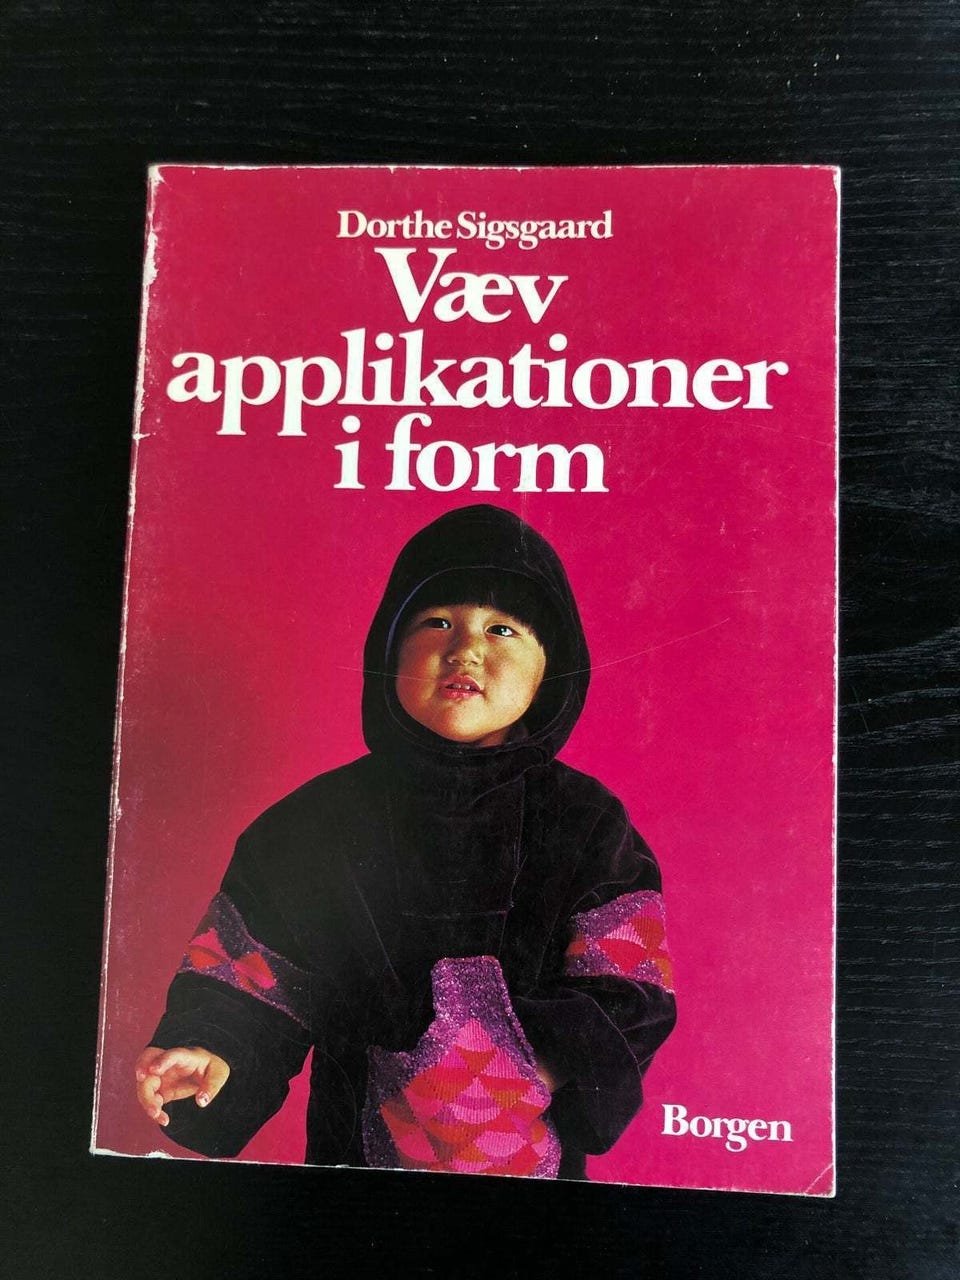 Dorthe Sigsgaard
Væv
applikationer
i form
Borgen